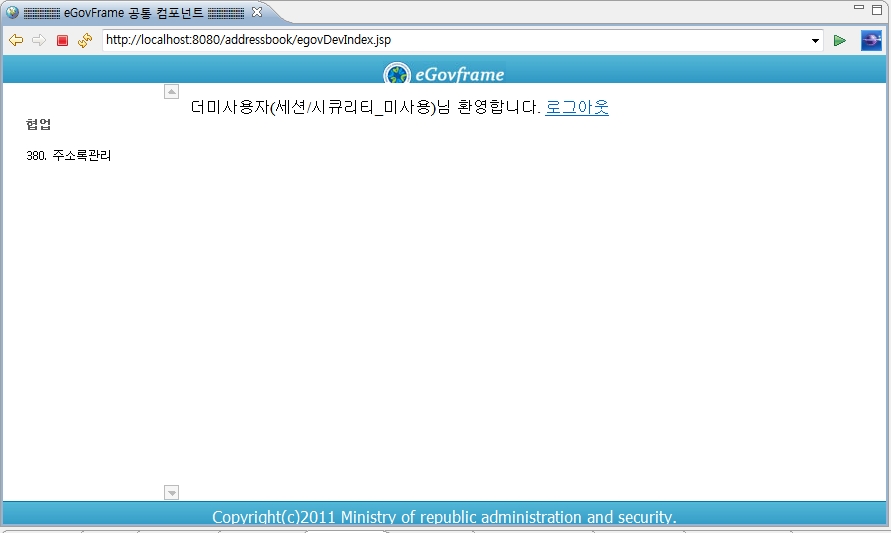 ▒▒▒▒▒ eGovFrame 공통 컴포넌트 ▒▒▒▒▒
http://localhost:8080/addressbook/egovDevIndex.jsp
eGovframe
더미사용자(세션/시큐리티_미사용)님 환영합니다. 로그아웃
협업
380. 주소록관리
Copyright(c)2011 Ministry of republic administration and security.